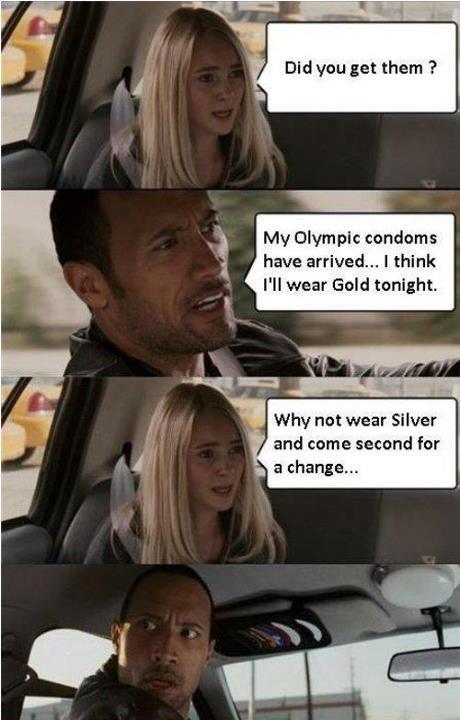 Did you get them ?
My Olympic condoms
have arrived... I think
I'll wear Gold tonight.
Why not wear Silver
and come second for
a change...